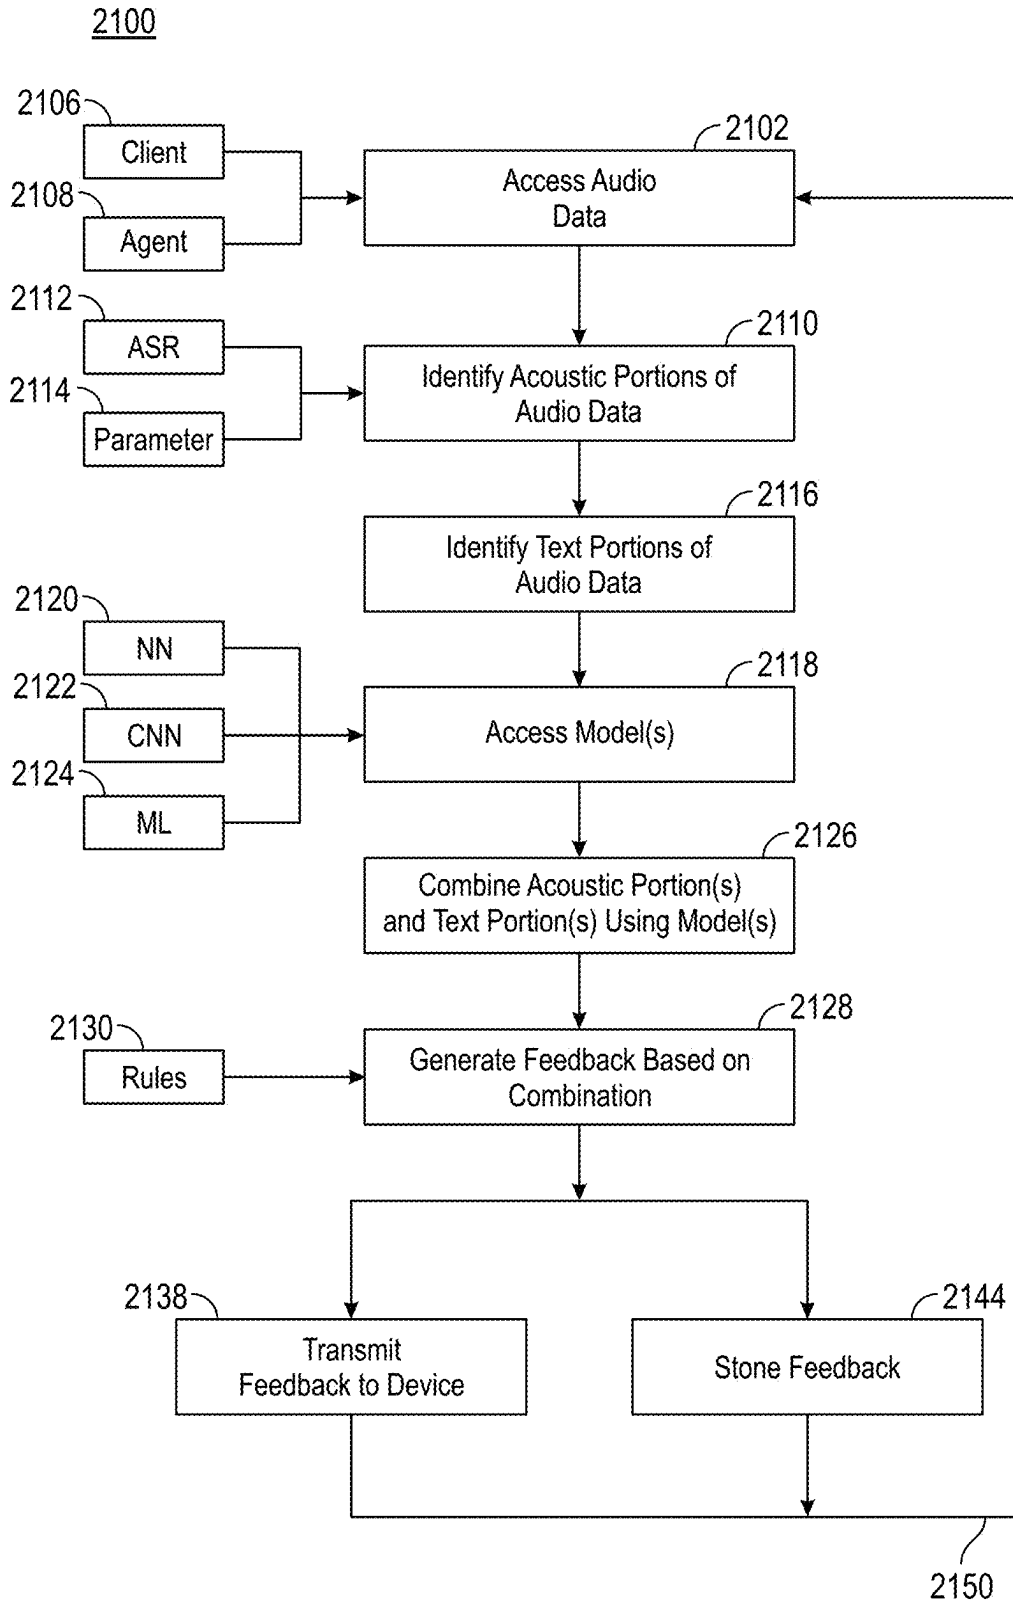 2100
2106
Client
2102
Access Audio
Data
2108
Agent
2112
ASR
2110
Identify Acoustic Portions of
Audio Data
2114
Parameter
2116
Identify Text Portions of
Audio Data
2120
NN
2118
Access Model(s)
2122
CNN
2124
ML
2126
Combine Acoustic Portion(s)
and Text Portion(s) Using Model(s)
2128
Generate Feedback Based on
Combination
2130
Rules
2138
Transmit
Feedback to Device
2144
Stone Feedback
2150